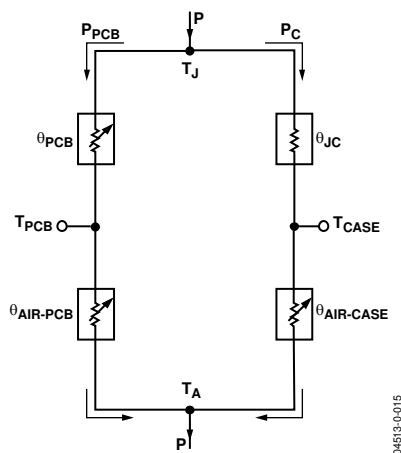 P
P_PCB
P_C
T_J
θ_PCB
θ_JC
T_PCB
T_CASE
θ_AIR-PCB
θ_AIR-CASE
T_A
P
04513-0-015